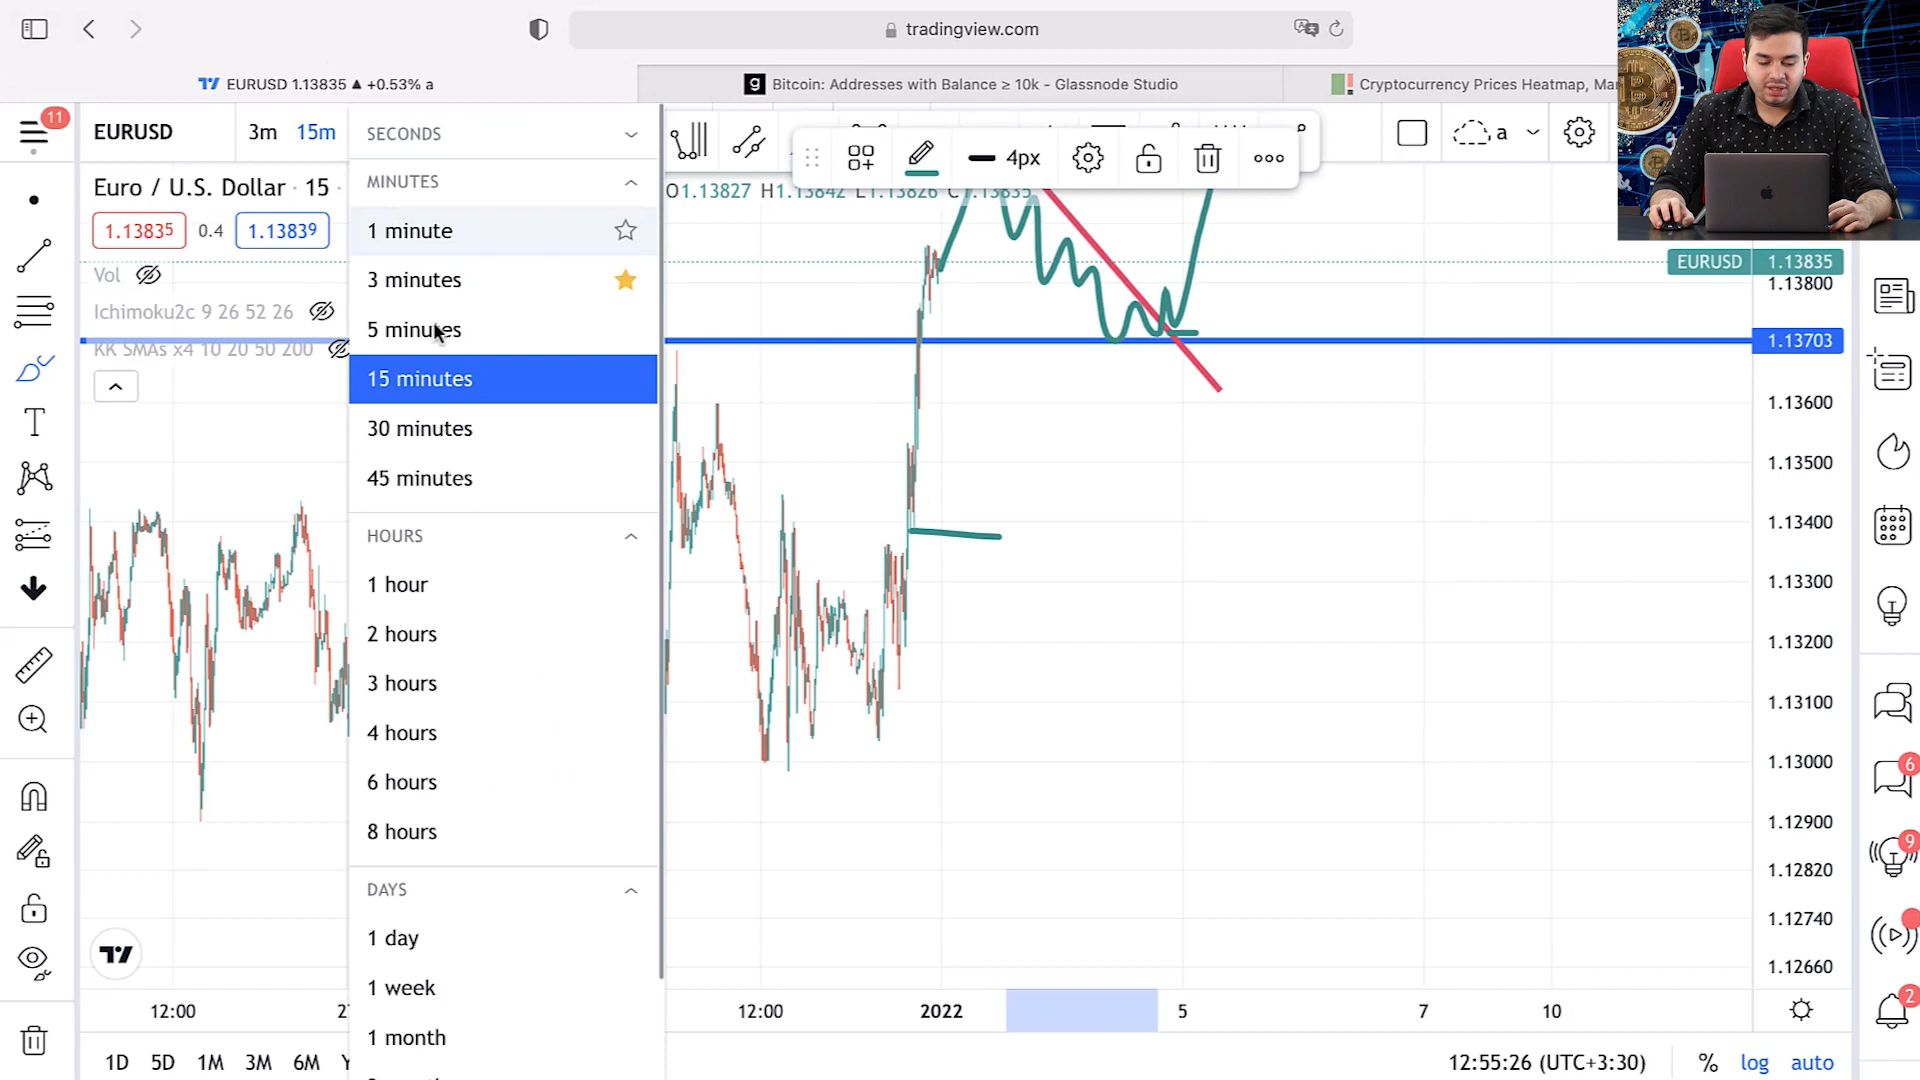 tradingview.com
EURUSD 1.13835 ▲ +0.53% a
g Bitcoin: Addresses with Balance ≥ 10k - Glassnode Studio
Cryptocurrency Prices Heatmap, Ma
11
EURUSD
3m
15m
SECONDS
4px
a
Euro / U.S. Dollar · 15 ·
MINUTES
O1.13827 H1.13842 L1.13826 C1.13835
1.13835
0.4
1.13839
1 minute
Vol
3 minutes
Ichimoku2c 9 26 52 26
5 minutes
KK SMAs x4 10 20 50 200
15 minutes
30 minutes
45 minutes
HOURS
1 hour
2 hours
3 hours
4 hours
6 hours
8 hours
DAYS
1 day
1 week
1 month
EURUSD 1.13835
1.13800
1.13703
1.13600
1.13500
1.13400
1.13300
1.13200
1.13100
1.13000
1.12900
1.12820
1.12740
1.12660
6
9
2
12:00
12:00
2022
5
7
10
1D
5D
1M
3M
6M
12:55:26 (UTC+3:30)
%
log
auto